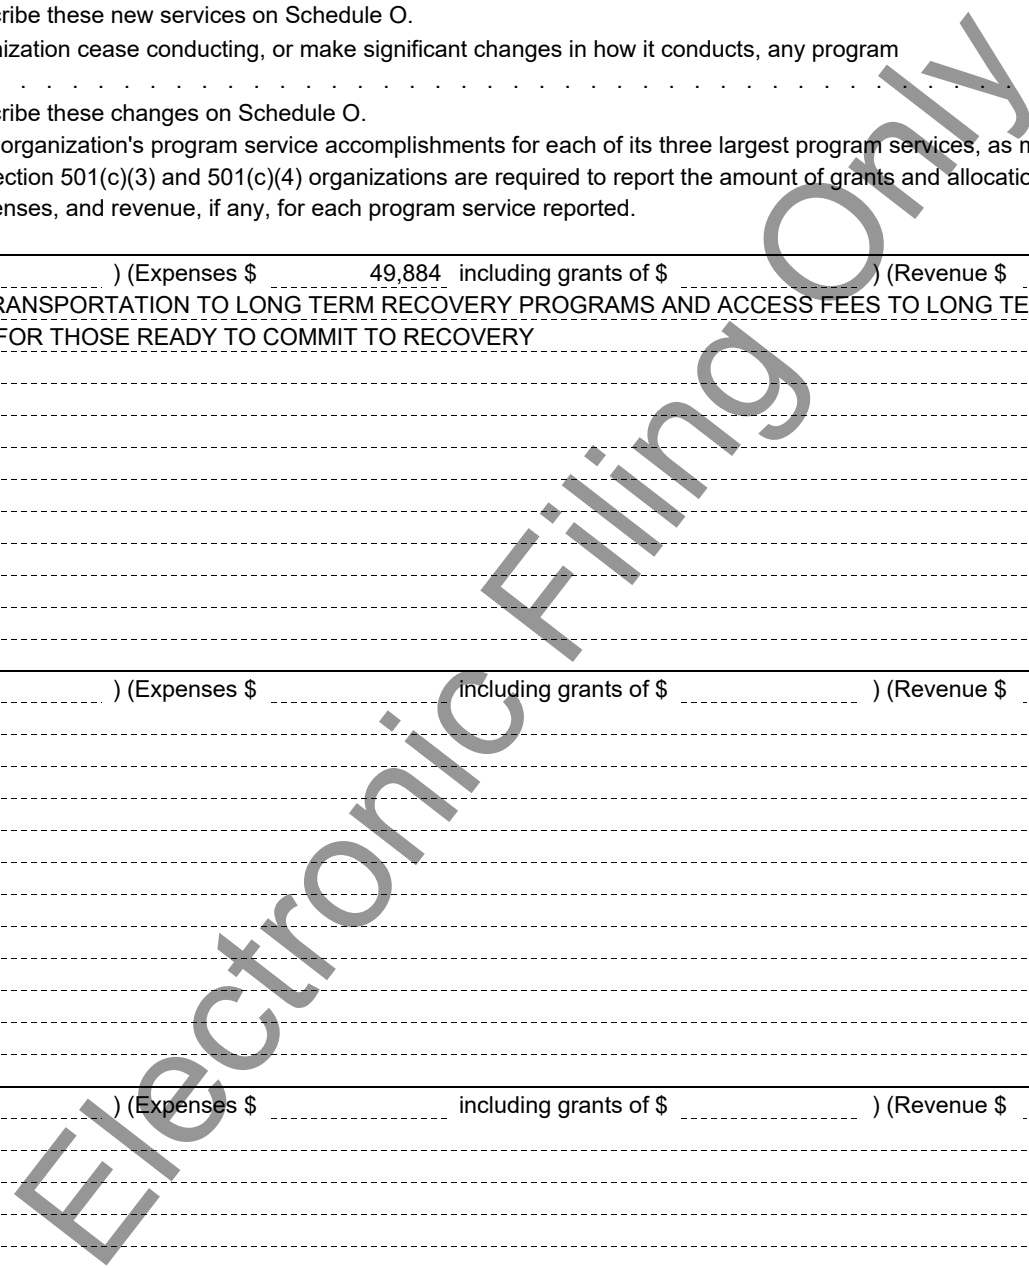 ribe these new services on Schedule O.
nization cease conducting, or make significant changes in how it conducts, any program
. . . . . . . . . . . . . . . . . . . . . . . . . . . . . . . . . . . . . . .
ribe these changes on Schedule O.
organization's program service accomplishments for each of its three largest program services, as m
ection 501(c)(3) and 501(c)(4) organizations are required to report the amount of grants and allocatio
enses, and revenue, if any, for each program service reported.
) (Expenses $ 49,884 including grants of $ ) (Revenue $
RANSPORTATION TO LONG TERM RECOVERY PROGRAMS AND ACCESS FEES TO LONG TE
FOR THOSE READY TO COMMIT TO RECOVERY
) (Expenses $ including grants of $ ) (Revenue $
) (Expenses $ including grants of $ ) (Revenue $
Electronic Filing Only